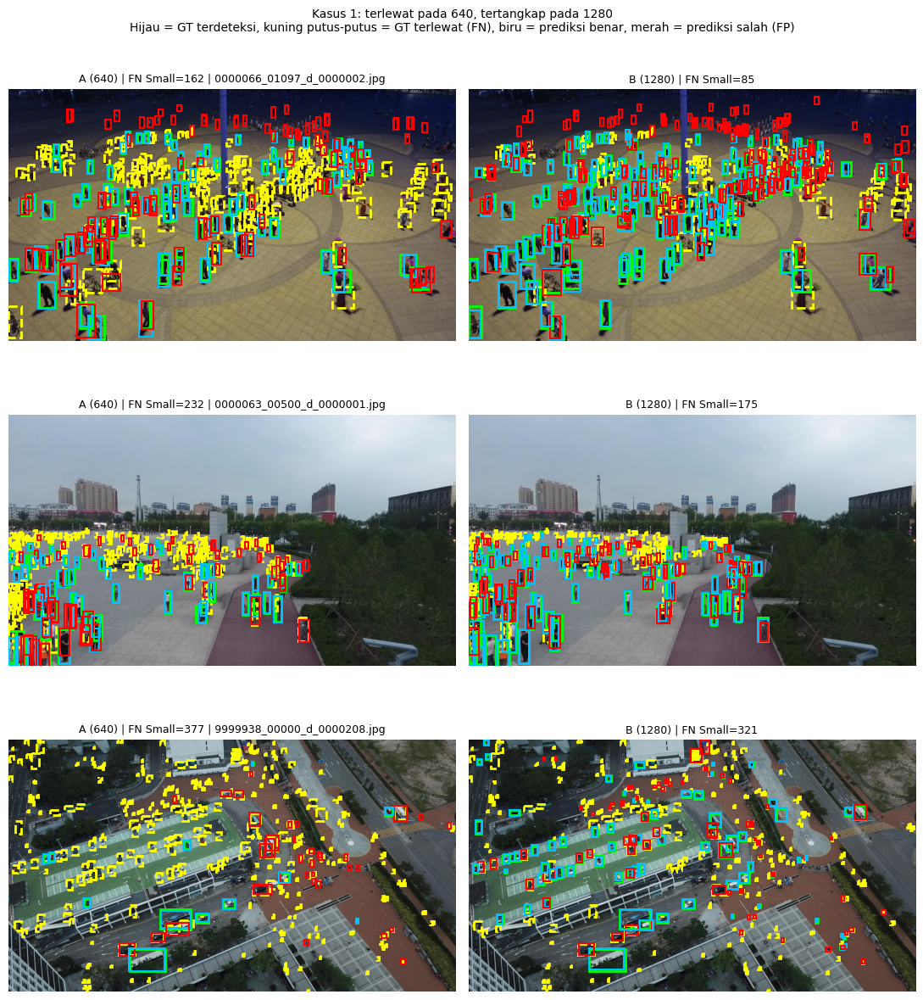 Kasus 1: terlewat pada 640, tertangkap pada 1280
Hijau = GT terdeteksi, kuning putus-putus = GT terlewat (FN), biru = prediksi benar, merah = prediksi salah (FP)
A (640) | FN Small=162 | 0000066_01097_d_0000002.jpg
B (1280) | FN Small=85
A (640) | FN Small=232 | 0000063_00500_d_0000001.jpg
B (1280) | FN Small=175
A (640) | FN Small=377 | 9999938_00000_d_0000208.jpg
B (1280) | FN Small=321